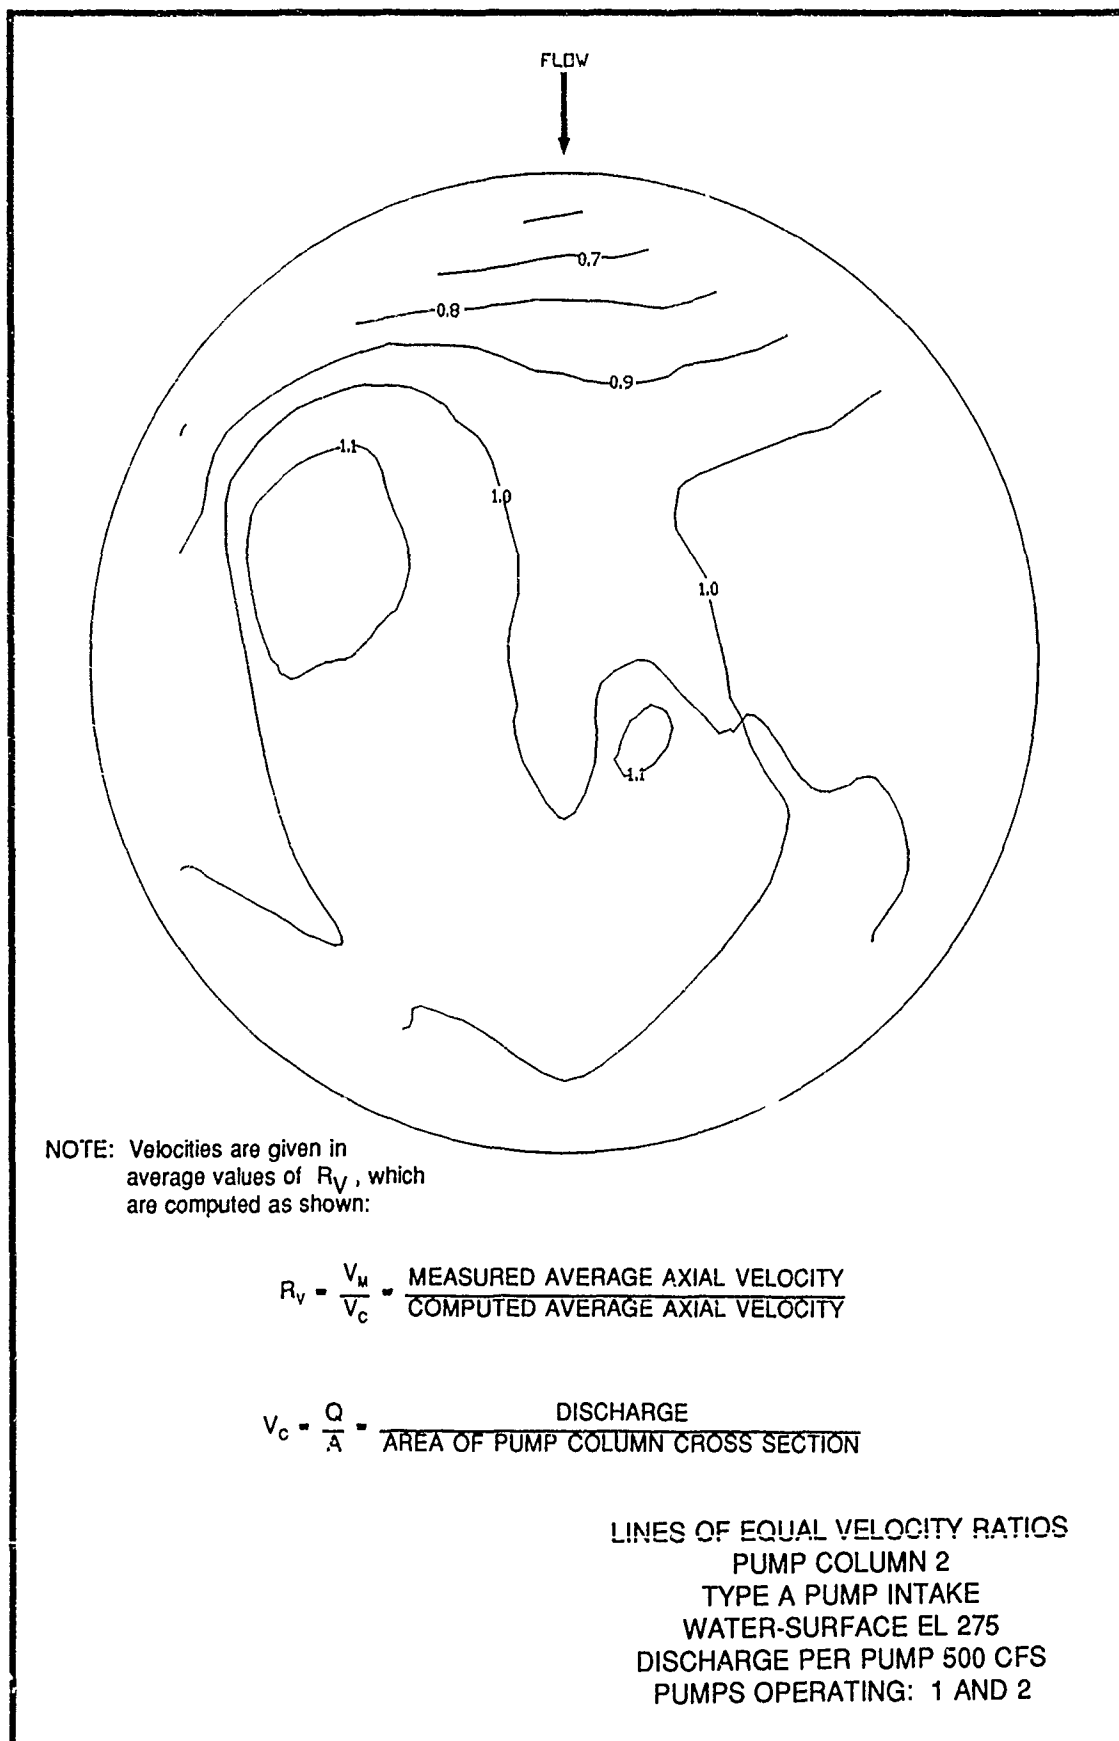 FLOW
0.7
0.8
0.9
1.1
1.0
1.0
1.1
NOTE: Velocities are given in
average values of R_V, which
are computed as shown:
R_V = V_M / V_C = MEASURED AVERAGE AXIAL VELOCITY / COMPUTED AVERAGE AXIAL VELOCITY
V_C = Q / A = DISCHARGE / AREA OF PUMP COLUMN CROSS SECTION
LINES OF EQUAL VELOCITY RATIOS
PUMP COLUMN 2
TYPE A PUMP INTAKE
WATER-SURFACE EL 275
DISCHARGE PER PUMP 500 CFS
PUMPS OPERATING: 1 AND 2